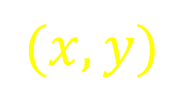 (x, y)